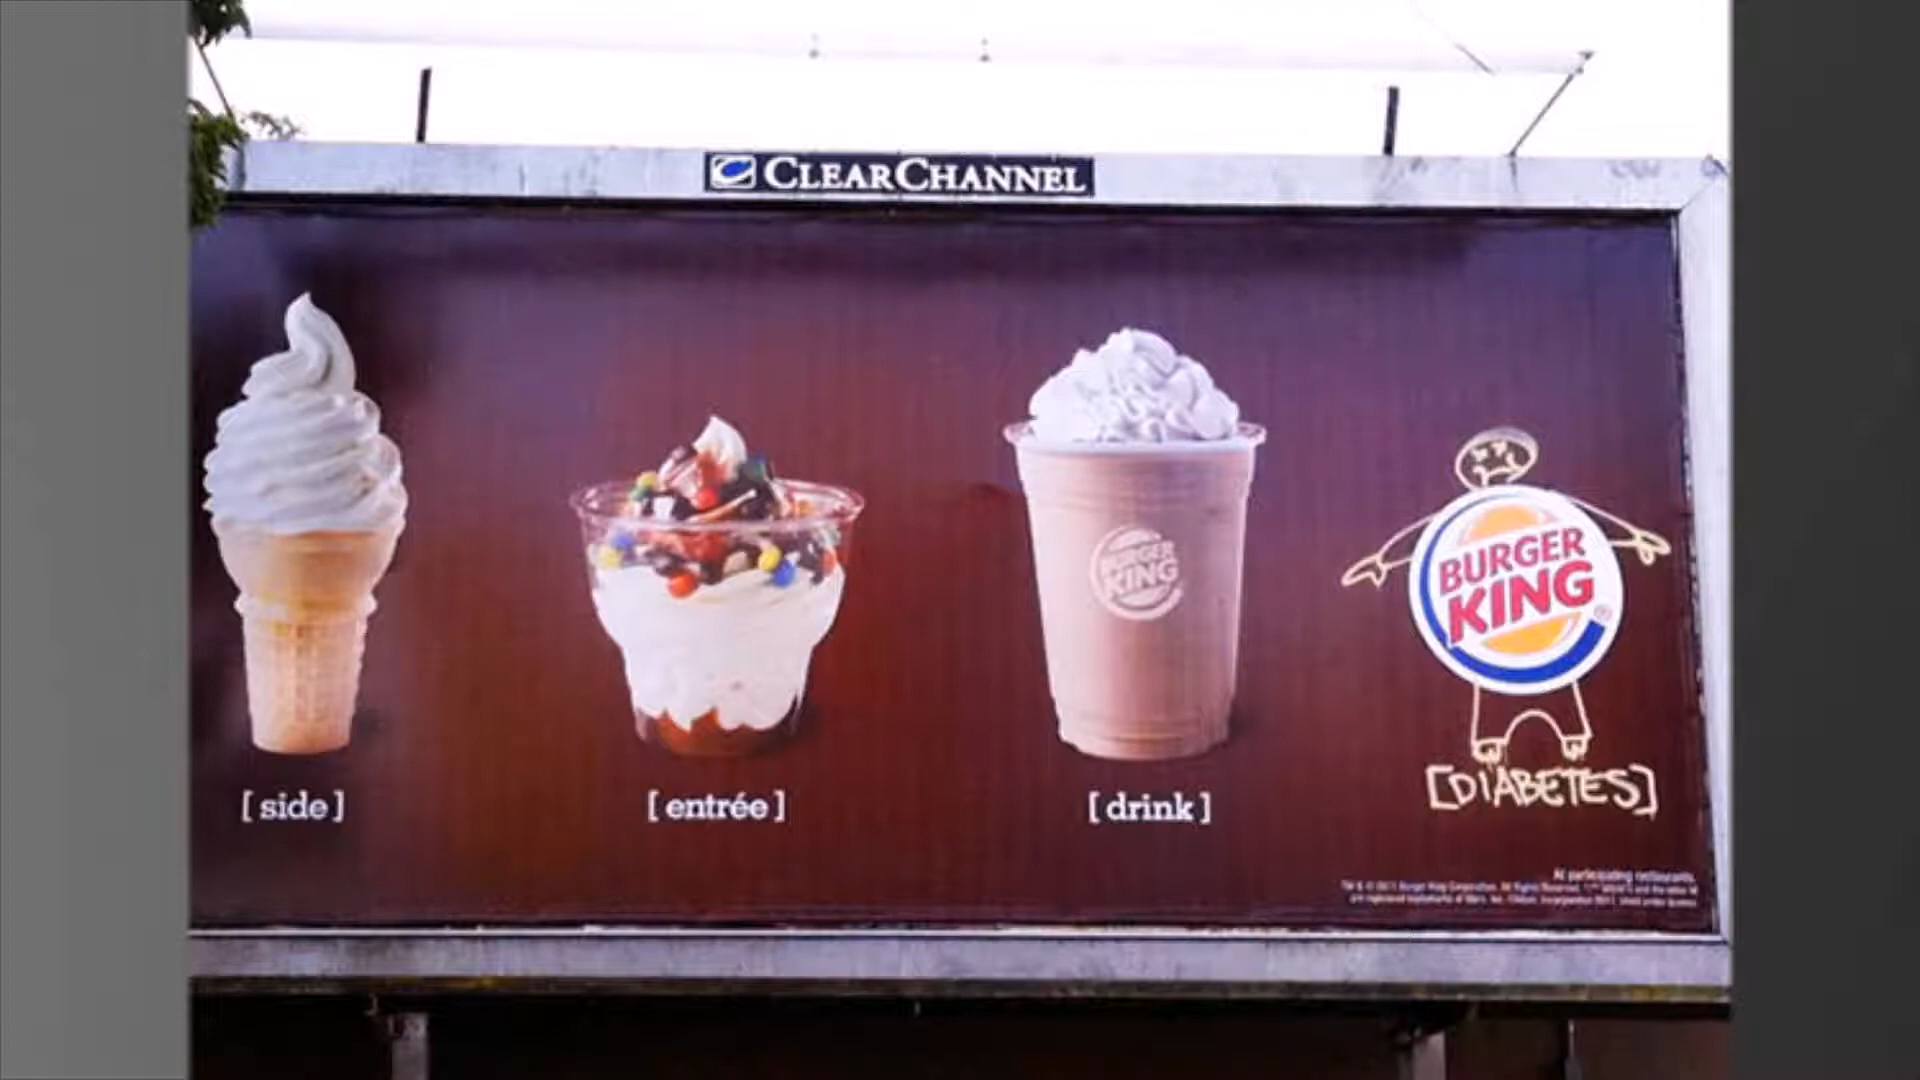 CLEARCHANNEL
BURGER
KING
BURGER
KING
®
[ side ]
[ entrée ]
[ drink ]
[DIABETES]
At participating restaurants.